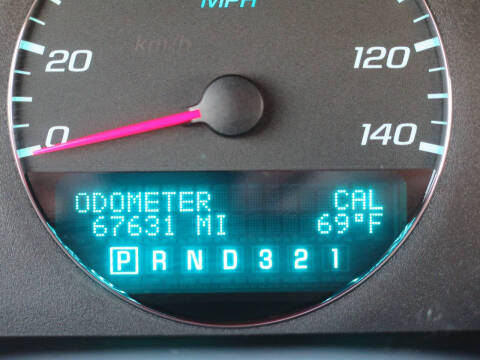 MPH
km/h
20 120
0 140
ODOMETER CAL
67631 MI 69°F
P R N D 3 2 1